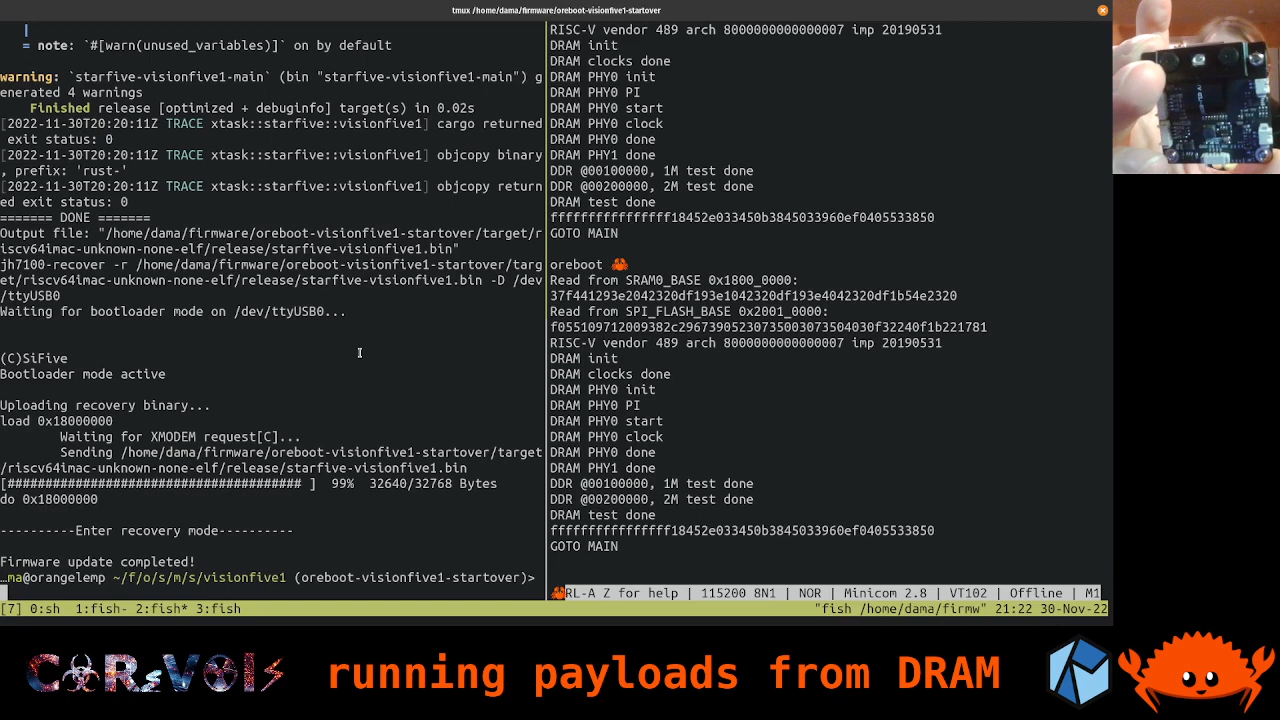 tmux /home/dama/firmware/oreboot-visionfive1-startover
= note: `#[warn(unused_variables)]` on by default
warning: `starfive-visionfive1-main` (bin "starfive-visionfive1-main") g
enerated 4 warnings
Finished release [optimized + debuginfo] target(s) in 0.02s
[2022-11-30T20:20:11Z TRACE xtask::starfive::visionfive1] cargo returned
exit status: 0
[2022-11-30T20:20:11Z TRACE xtask::starfive::visionfive1] objcopy binary
, prefix: 'rust-'
[2022-11-30T20:20:11Z TRACE xtask::starfive::visionfive1] objcopy return
ed exit status: 0
======= DONE =======
Output file: "/home/dama/firmware/oreboot-visionfive1-startover/target/r
iscv64imac-unknown-none-elf/release/starfive-visionfive1.bin"
jh7100-recover -r /home/dama/firmware/oreboot-visionfive1-startover/targ
et/riscv64imac-unknown-none-elf/release/starfive-visionfive1.bin -D /dev
/ttyUSB0
Waiting for bootloader mode on /dev/ttyUSB0...
(C)SiFive
Bootloader mode active
Uploading recovery binary...
load 0x18000000
Waiting for XMODEM request[C]...
Sending /home/dama/firmware/oreboot-visionfive1-startover/target
/riscv64imac-unknown-none-elf/release/starfive-visionfive1.bin
[####################################### ] 99% 32640/32768 Bytes
do 0x18000000
----------Enter recovery mode----------
Firmware update completed!
…ma@orangelemp ~/f/o/s/m/s/visionfive1 (oreboot-visionfive1-startover)>
RISC-V vendor 489 arch 8000000000000007 imp 20190531
DRAM init
DRAM clocks done
DRAM PHY0 init
DRAM PHY0 PI
DRAM PHY0 start
DRAM PHY0 clock
DRAM PHY0 done
DRAM PHY1 done
DDR @00100000, 1M test done
DDR @00200000, 2M test done
DRAM test done
ffffffffffffffff18452e033450b3845033960ef0405533850
GOTO MAIN
oreboot 🦀
Read from SRAM0_BASE 0x1800_0000:
37f441293e2042320df193e1042320df193e4042320df1b54e2320
Read from SPI_FLASH_BASE 0x2001_0000:
f055109712009382c29673905230735003073504030f32240f1b221781
RISC-V vendor 489 arch 8000000000000007 imp 20190531
DRAM init
DRAM clocks done
DRAM PHY0 init
DRAM PHY0 PI
DRAM PHY0 start
DRAM PHY0 clock
DRAM PHY0 done
DRAM PHY1 done
DDR @00100000, 1M test done
DDR @00200000, 2M test done
DRAM test done
ffffffffffffffff18452e033450b3845033960ef0405533850
GOTO MAIN
🦀RL-A Z for help | 115200 8N1 | NOR | Minicom 2.8 | VT102 | Offline | M1
[7] 0:sh 1:fish- 2:fish* 3:fish "fish /home/dama/firmw" 21:22 30-Nov-22
running payloads from DRAM